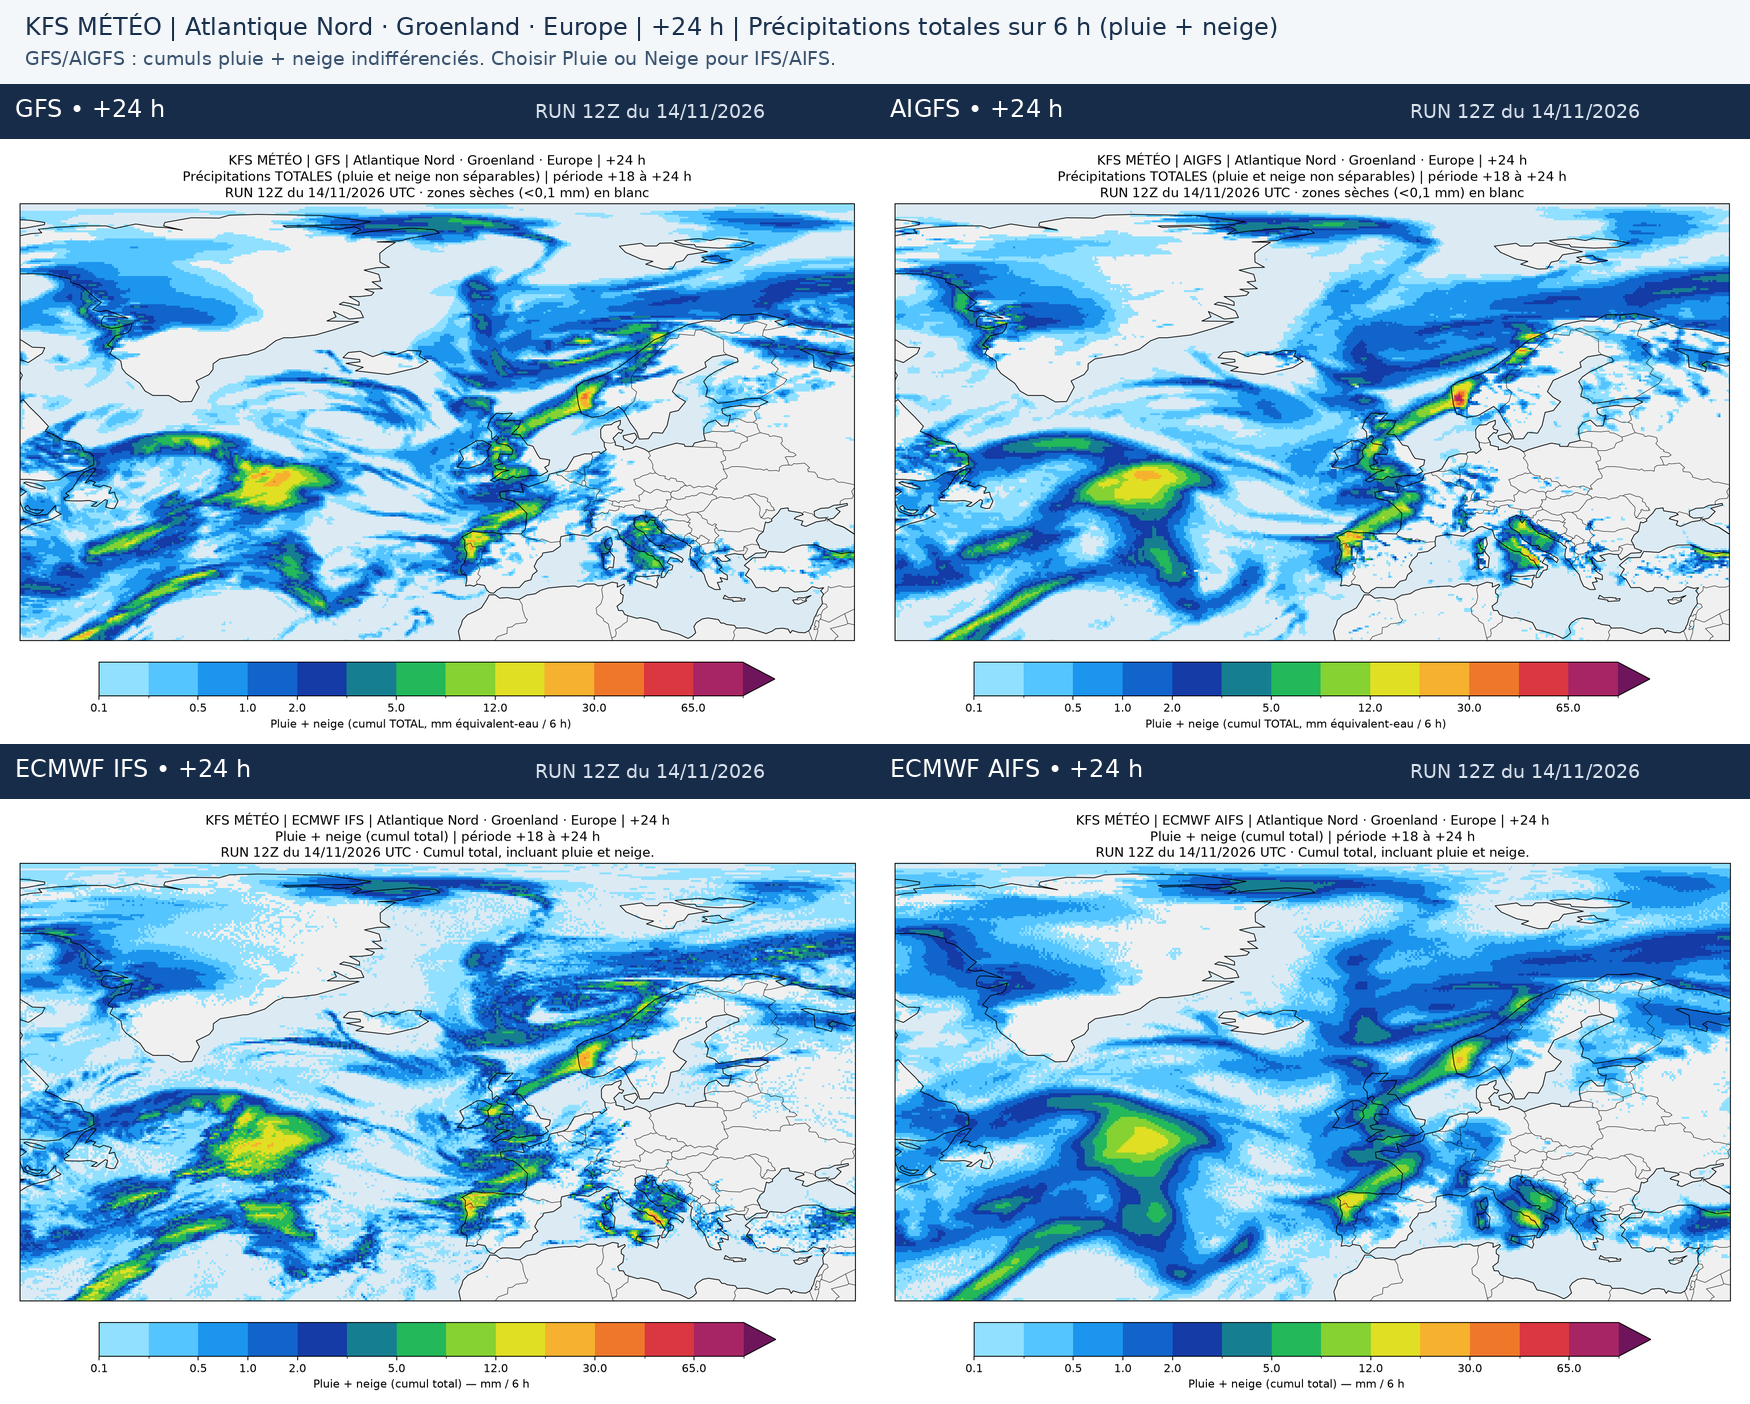 KFS MÉTÉO | Atlantique Nord · Groenland · Europe | +24 h | Précipitations totales sur 6 h (pluie + neige)
GFS/AIGFS : cumuls pluie + neige indifférenciés. Choisir Pluie ou Neige pour IFS/AIFS.
GFS • +24 h
RUN 12Z du 14/11/2026
AIGFS • +24 h
RUN 12Z du 14/11/2026
KFS MÉTÉO | GFS | Atlantique Nord · Groenland · Europe | +24 h
Précipitations TOTALES (pluie et neige non séparables) | période +18 à +24 h
RUN 12Z du 14/11/2026 UTC · zones sèches (<0,1 mm) en blanc
KFS MÉTÉO | AIGFS | Atlantique Nord · Groenland · Europe | +24 h
Précipitations TOTALES (pluie et neige non séparables) | période +18 à +24 h
RUN 12Z du 14/11/2026 UTC · zones sèches (<0,1 mm) en blanc
0.1 0.5 1.0 2.0 5.0 12.0 30.0 65.0
Pluie + neige (cumul TOTAL, mm équivalent-eau / 6 h)
0.1 0.5 1.0 2.0 5.0 12.0 30.0 65.0
Pluie + neige (cumul TOTAL, mm équivalent-eau / 6 h)
ECMWF IFS • +24 h
RUN 12Z du 14/11/2026
ECMWF AIFS • +24 h
RUN 12Z du 14/11/2026
KFS MÉTÉO | ECMWF IFS | Atlantique Nord · Groenland · Europe | +24 h
Pluie + neige (cumul total) | période +18 à +24 h
RUN 12Z du 14/11/2026 UTC · Cumul total, incluant pluie et neige.
KFS MÉTÉO | ECMWF AIFS | Atlantique Nord · Groenland · Europe | +24 h
Pluie + neige (cumul total) | période +18 à +24 h
RUN 12Z du 14/11/2026 UTC · Cumul total, incluant pluie et neige.
0.1 0.5 1.0 2.0 5.0 12.0 30.0 65.0
Pluie + neige (cumul total) — mm / 6 h
0.1 0.5 1.0 2.0 5.0 12.0 30.0 65.0
Pluie + neige (cumul total) — mm / 6 h